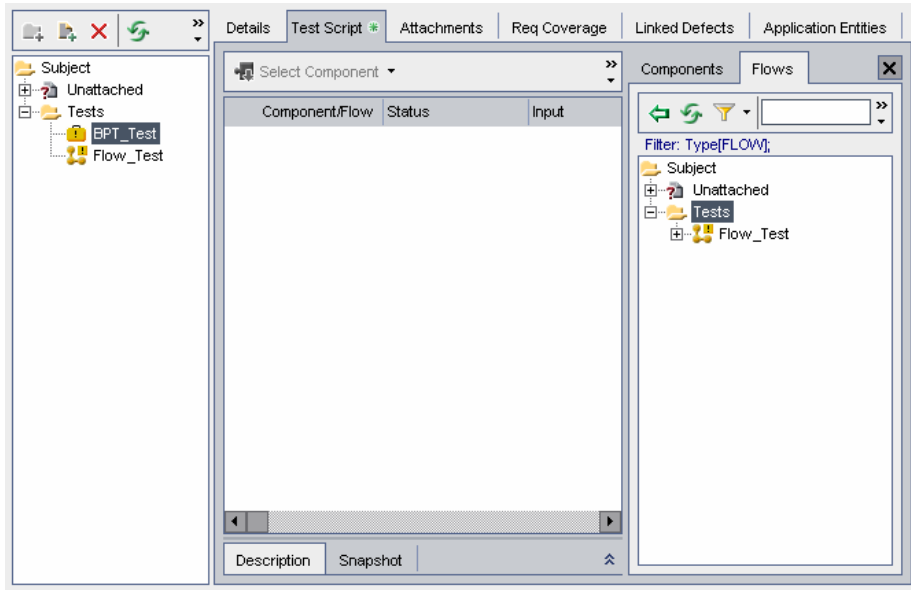 Details Test Script * Attachments Req Coverage Linked Defects Application Entities
Subject
Unattached
Tests
BPT_Test
Flow_Test
Select Component
Component/Flow Status Input
Description Snapshot
Components Flows
Filter: Type[FLOW];
Subject
Unattached
Tests
Flow_Test